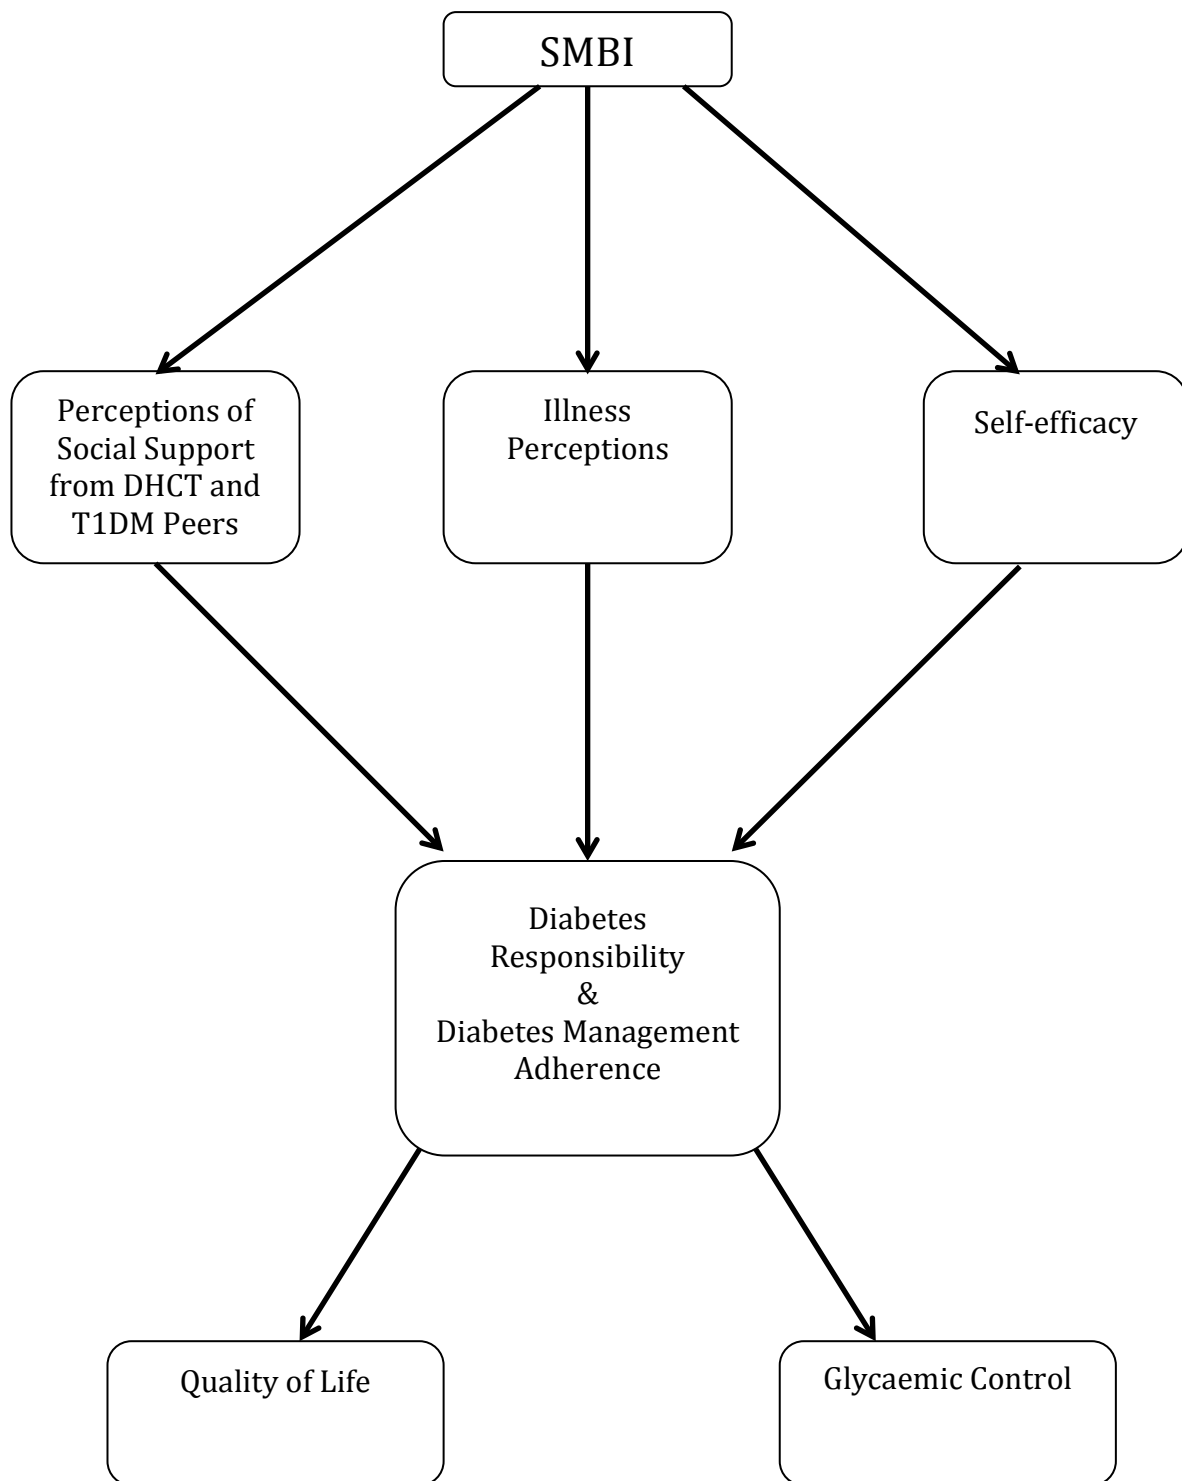 SMBI
Perceptions of
Social Support
from DHCT and
T1DM Peers
Illness
Perceptions
Self-efficacy
Diabetes
Responsibility
&
Diabetes Management
Adherence
Quality of Life
Glycaemic Control